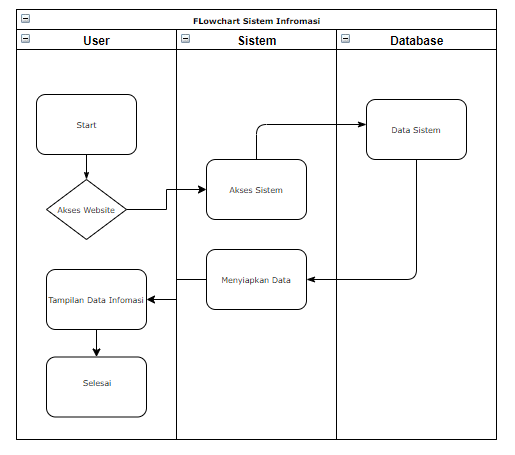 FLowchart Sistem Infromasi
User
Sistem
Database
Start
Data Sistem
Akses Website
Akses Sistem
Menyiapkan Data
Tampilan Data Infomasi
Selesai